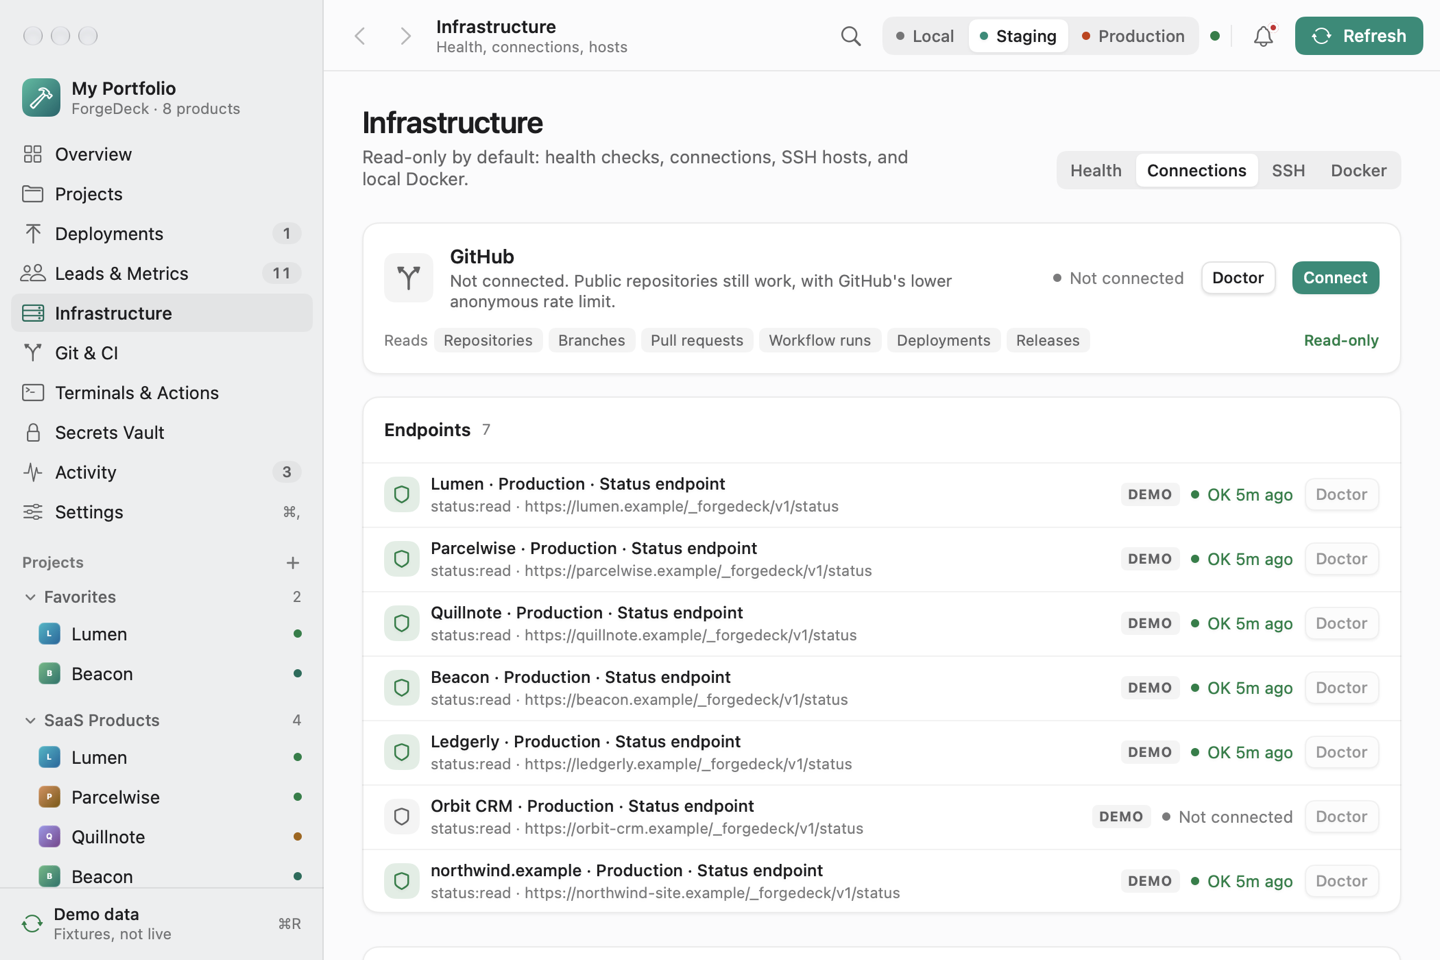 My Portfolio
ForgeDeck · 8 products
Overview
Projects
Deployments 1
Leads & Metrics 11
Infrastructure
Git & CI
Terminals & Actions
Secrets Vault
Activity 3
Settings ⌘,
Projects +
Favorites 2
L Lumen
B Beacon
SaaS Products 4
L Lumen
P Parcelwise
Q Quillnote
B Beacon
Demo data ⌘R
Fixtures, not live
Infrastructure
Health, connections, hosts
Local Staging Production
Refresh
Infrastructure
Read-only by default: health checks, connections, SSH hosts, and
local Docker.
Health Connections SSH Docker
GitHub
Not connected. Public repositories still work, with GitHub's lower
anonymous rate limit.
Not connected Doctor Connect
Reads Repositories Branches Pull requests Workflow runs Deployments Releases Read-only
Endpoints 7
Lumen · Production · Status endpoint
status:read · https://lumen.example/_forgedeck/v1/status
DEMO OK 5m ago Doctor
Parcelwise · Production · Status endpoint
status:read · https://parcelwise.example/_forgedeck/v1/status
DEMO OK 5m ago Doctor
Quillnote · Production · Status endpoint
status:read · https://quillnote.example/_forgedeck/v1/status
DEMO OK 5m ago Doctor
Beacon · Production · Status endpoint
status:read · https://beacon.example/_forgedeck/v1/status
DEMO OK 5m ago Doctor
Ledgerly · Production · Status endpoint
status:read · https://ledgerly.example/_forgedeck/v1/status
DEMO OK 5m ago Doctor
Orbit CRM · Production · Status endpoint
status:read · https://orbit-crm.example/_forgedeck/v1/status
DEMO Not connected Doctor
northwind.example · Production · Status endpoint
status:read · https://northwind-site.example/_forgedeck/v1/status
DEMO OK 5m ago Doctor